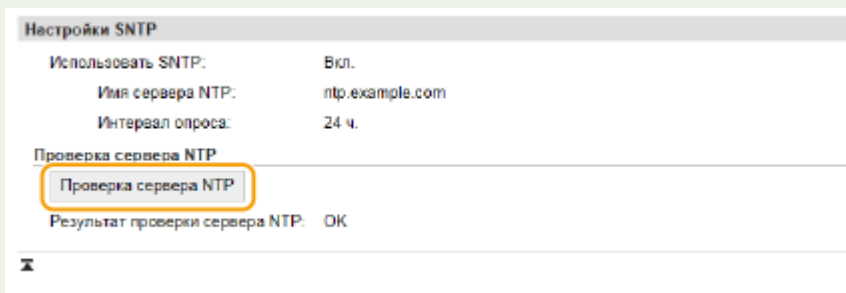 Настройки SNTP
Использовать SNTP: Вкл.
Имя сервера NTP: ntp.example.com
Интервал опроса: 24 ч.
Проверка сервера NTP
Проверка сервера NTP
Результат проверки сервера NTP: OK